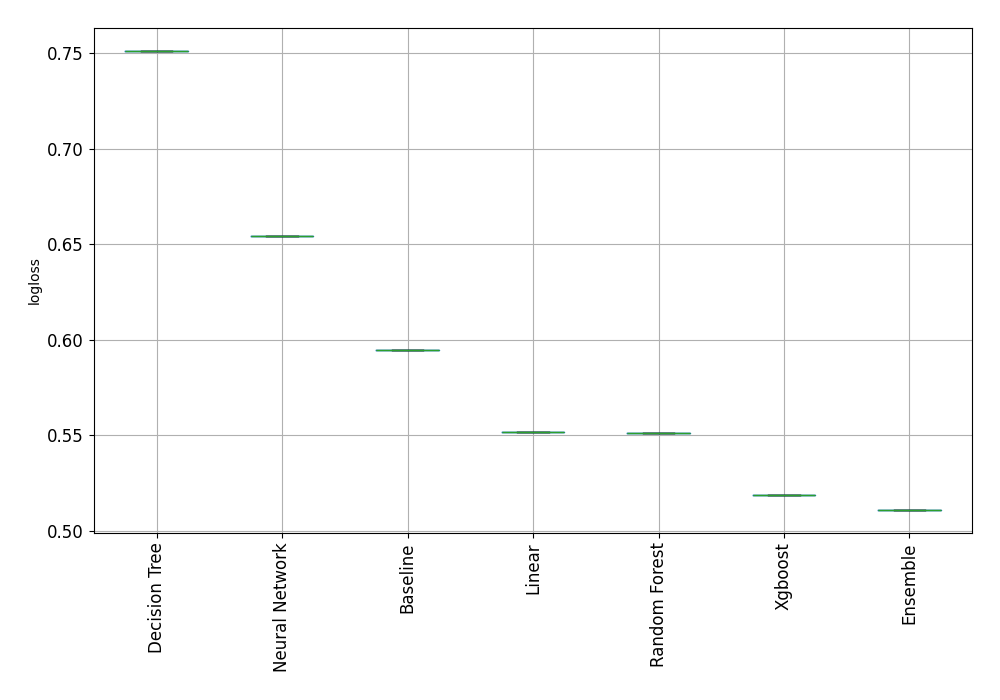 0.75
0.70
0.65
0.60
0.55
0.50
logloss
Decision Tree
Neural Network
Baseline
Linear
Random Forest
Xgboost
Ensemble